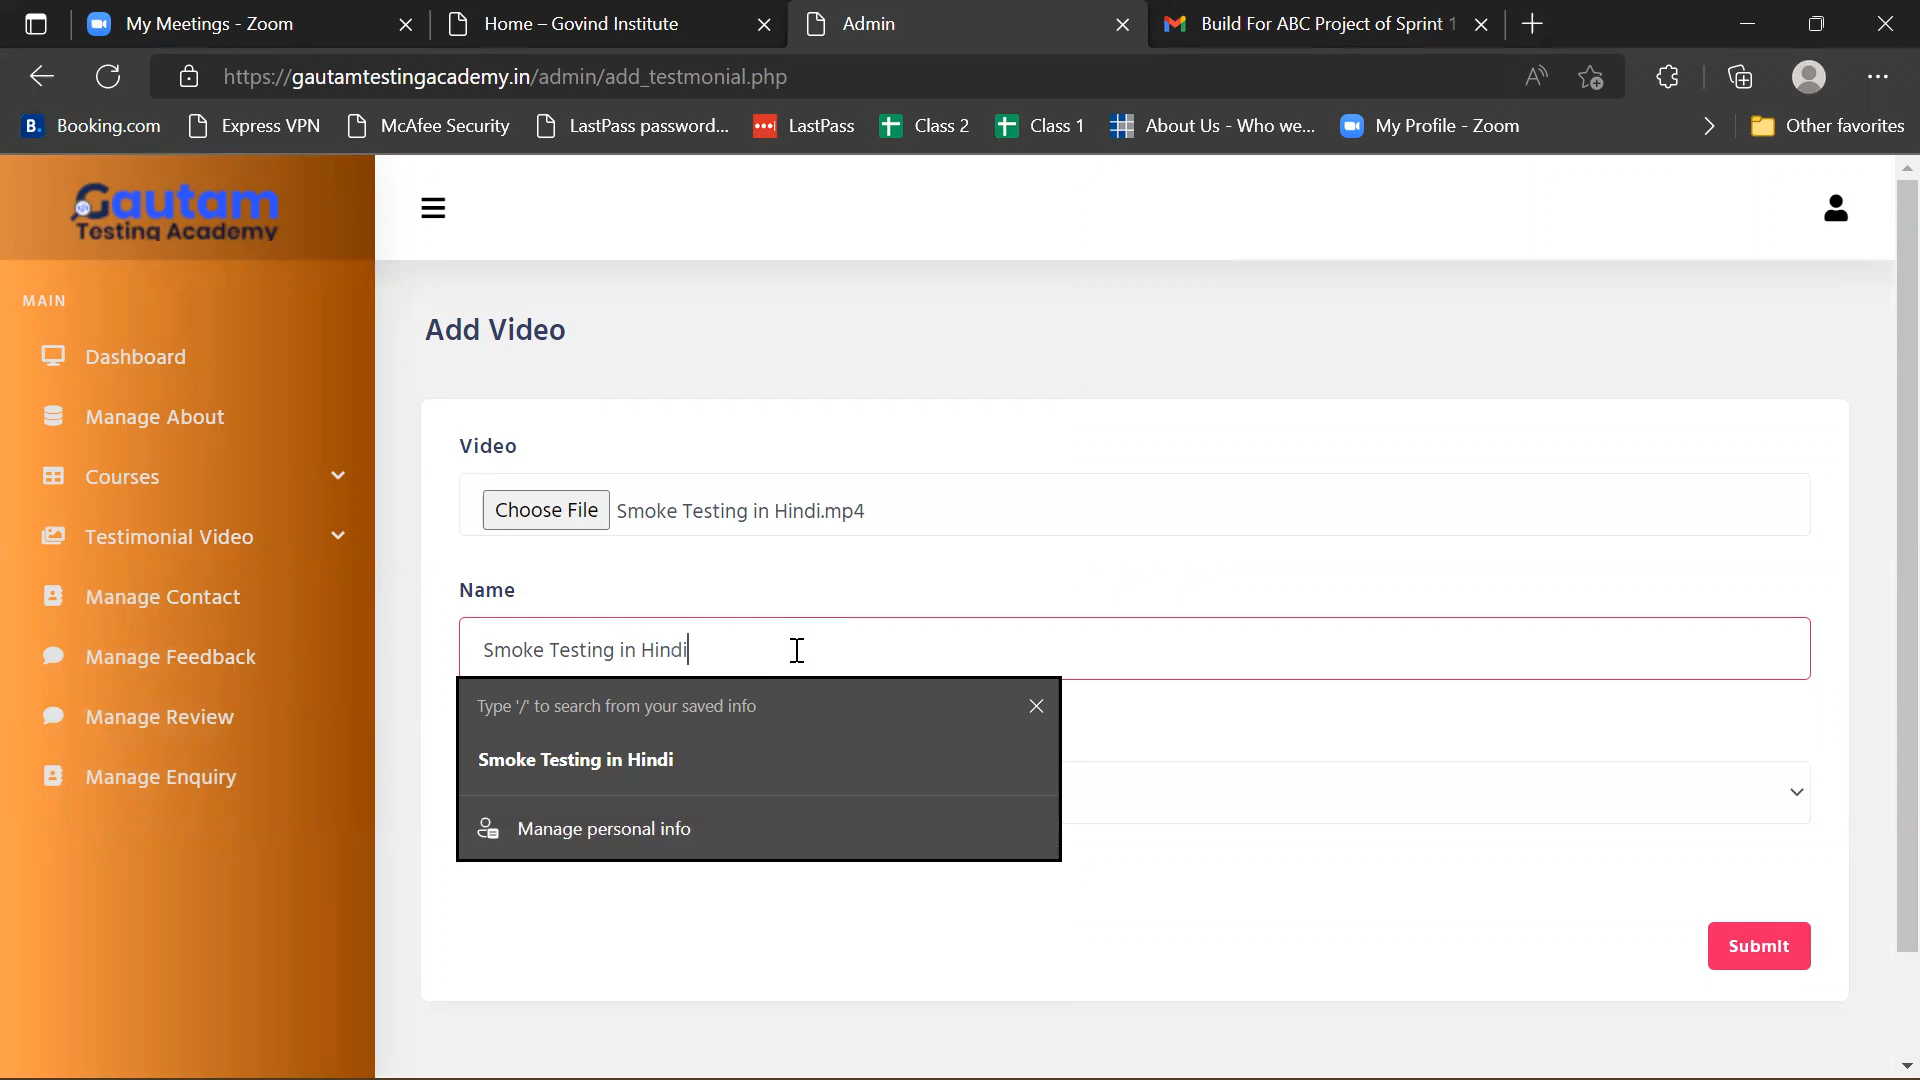 My Meetings - Zoom
Home – Govind Institute
Admin
Build For ABC Project of Sprint 1
https://gautamtestingacademy.in/admin/add_testmonial.php
B. Booking.com
Express VPN
McAfee Security
LastPass password...
LastPass
Class 2
Class 1
About Us - Who we...
My Profile - Zoom
Other favorites
Gautam
Testing Academy
MAIN
Dashboard
Manage About
Courses
Testimonial Video
Manage Contact
Manage Feedback
Manage Review
Manage Enquiry
Add Video
Video
Choose File Smoke Testing in Hindi.mp4
Name
Smoke Testing in Hindi
Type '/' to search from your saved info
Smoke Testing in Hindi
Manage personal info
Submit